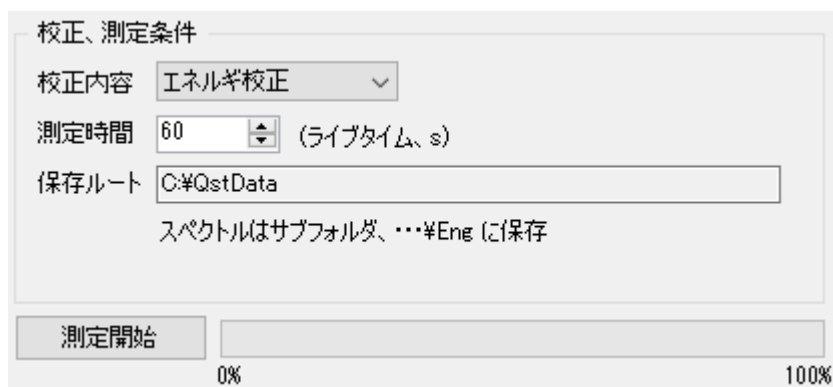 校正、測定条件
校正内容 エネルギ校正
測定時間 60 (ライブタイム、s)
保存ルート C:¥QstData
スペクトルはサブフォルダ、・・・¥Eng に保存
測定開始
0% 100%